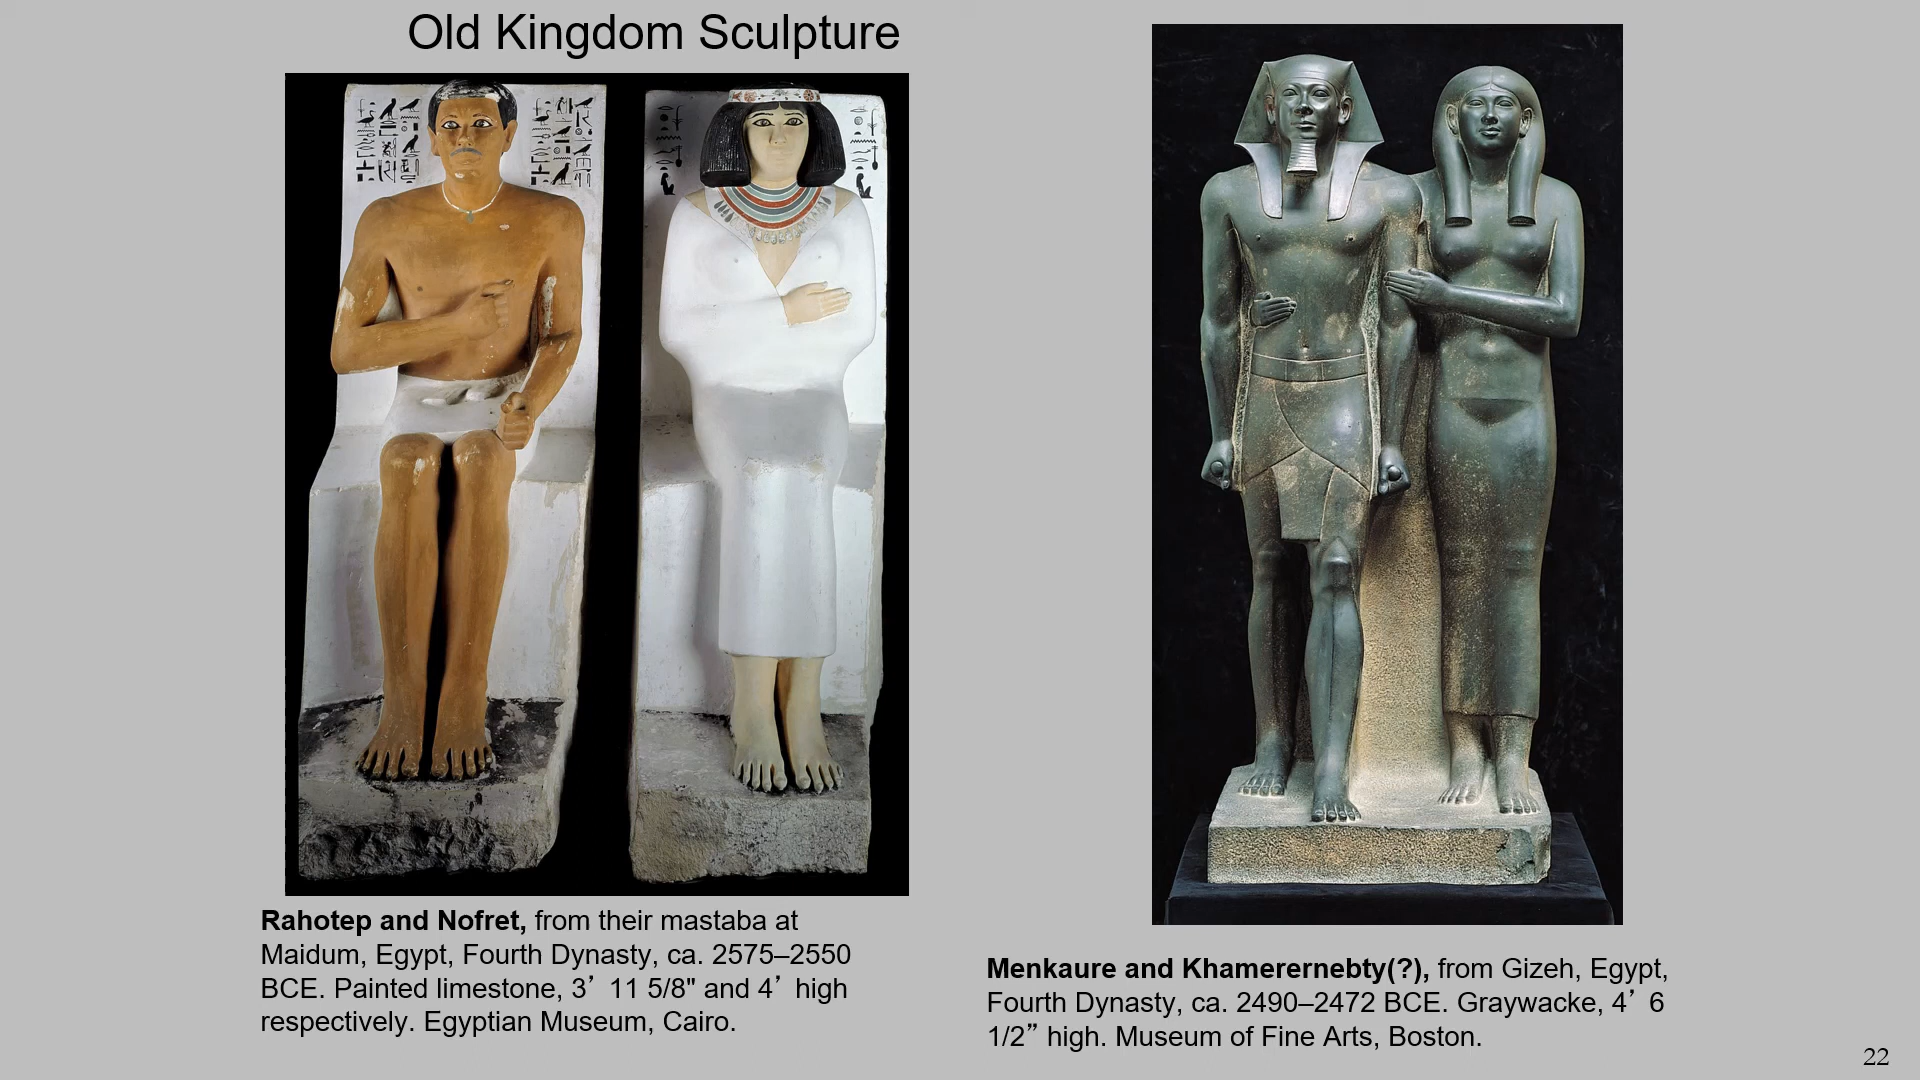 Old Kingdom Sculpture
Rahotep and Nofret, from their mastaba at
Maidum, Egypt, Fourth Dynasty, ca. 2575–2550
BCE. Painted limestone, 3’ 11 5/8" and 4’ high
respectively. Egyptian Museum, Cairo.
Menkaure and Khamerernebty(?), from Gizeh, Egypt,
Fourth Dynasty, ca. 2490–2472 BCE. Graywacke, 4’ 6
1/2” high. Museum of Fine Arts, Boston.
22